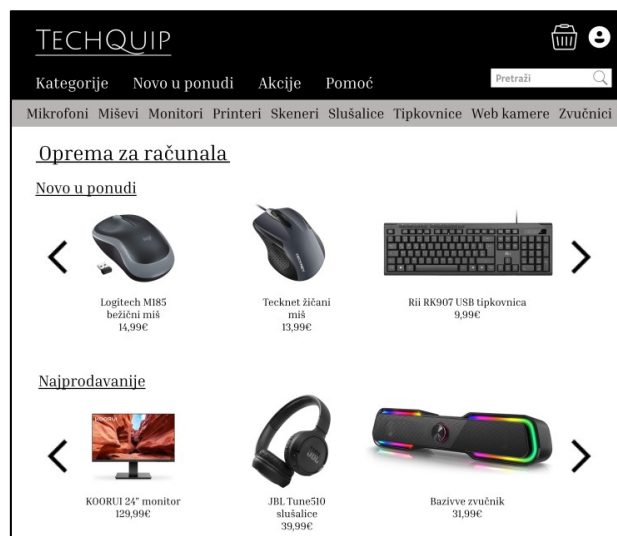 TECHQUIP
Kategorije Novo u ponudi Akcije Pomoć
Pretraži
Mikrofoni Miševi Monitori Printeri Skeneri Slušalice Tipkovnice Web kamere Zvučnici
Oprema za računala
Novo u ponudi
Logitech M185
bežični miš
14,99€
Tecknet žičani
miš
13,99€
Rii RK907 USB tipkovnica
9,99€
Najprodavanije
KOORUI
KOORUI 24" monitor
129,99€
JBL
JBL Tune510
slušalice
39,99€
Bazivve zvučnik
31,99€